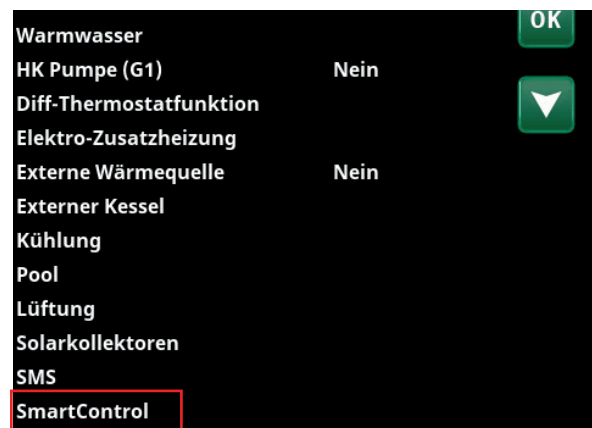 OK
Warmwasser
HK Pumpe (G1) Nein
Diff-Thermostatfunktion
Elektro-Zusatzheizung
Externe Wärmequelle Nein
Externer Kessel
Kühlung
Pool
Lüftung
Solarkollektoren
SMS
SmartControl